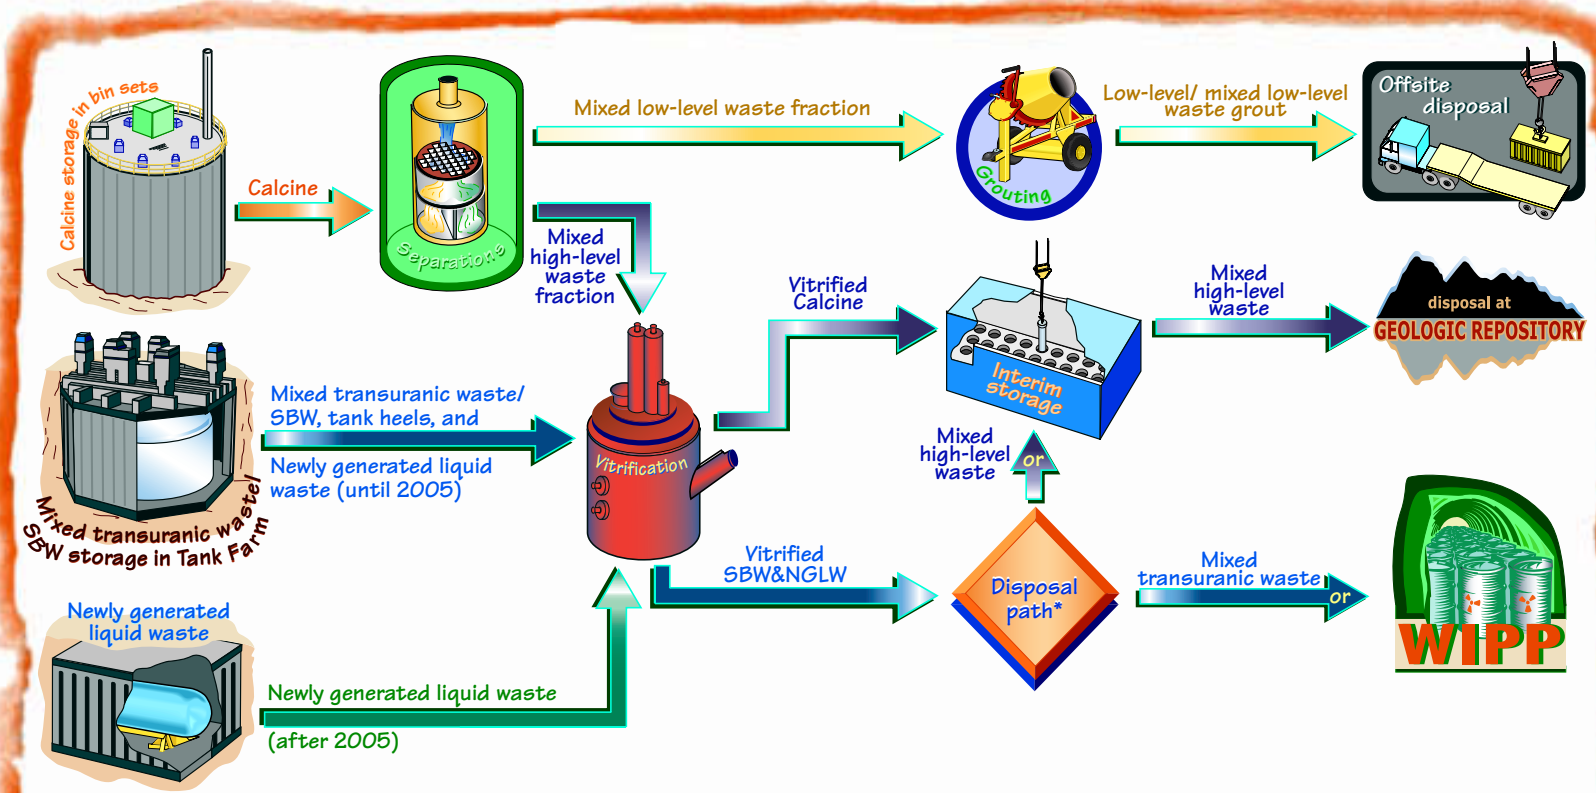 Calcine storage in bin sets
Calcine
Separations
Mixed low-level waste fraction
Grouting
Low-level/ mixed low-level
waste grout
Offsite
disposal
Mixed
high-level
waste
fraction
Vitrified
Calcine
Interim
storage
Mixed
high-level
waste
disposal at
GEOLOGIC REPOSITORY
Mixed transuranic waste/
SBW storage in Tank Farm
Mixed transuranic waste/
SBW, tank heels, and
Newly generated liquid
waste (until 2005)
Vitrification
Mixed
high-level
waste
or
Newly generated
liquid waste
Newly generated liquid waste
(after 2005)
Vitrified
SBW&NGLW
Disposal
path*
Mixed
transuranic waste
or
WIPP